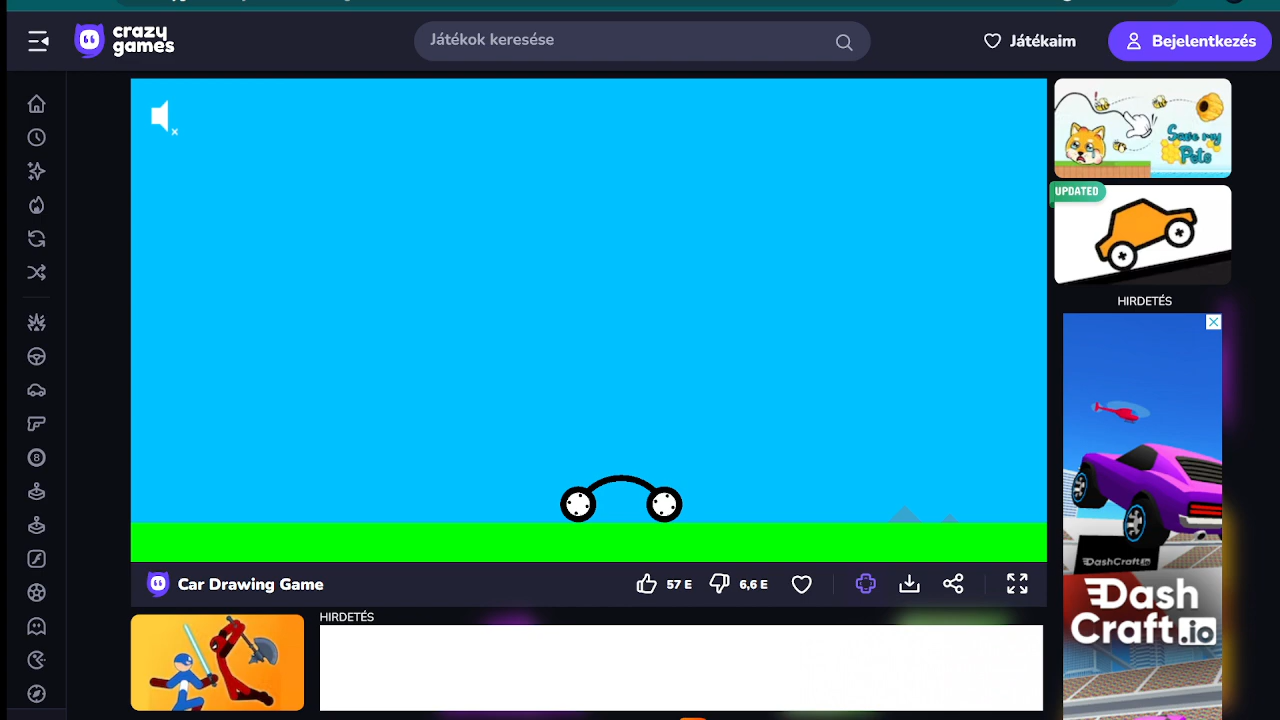 crazy
games
Játékok keresése
Játékaim
Bejelentkezés
Save my
Pets
UPDATED
HIRDETÉS
DashCraft.io
Dash
Craft.io
Car Drawing Game
57 E
6,6 E
HIRDETÉS
8